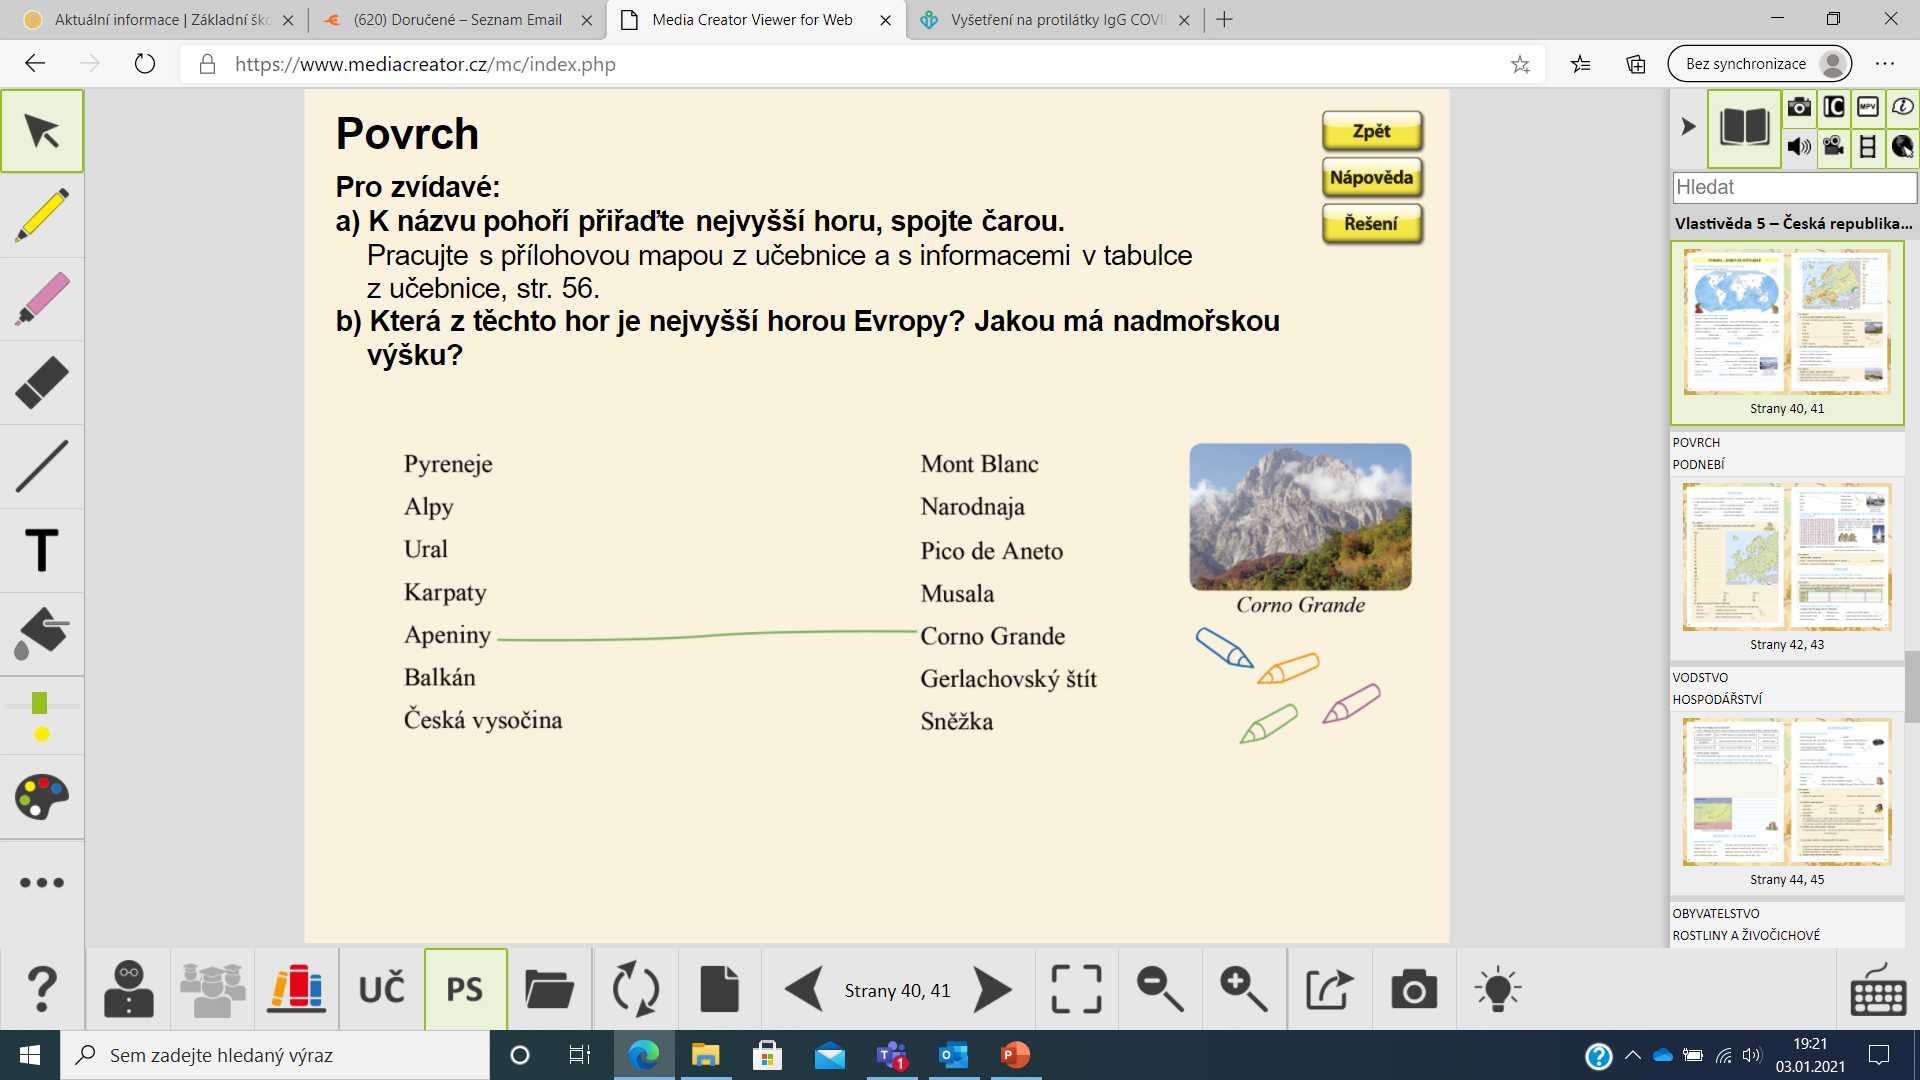 Aktuální informace | Základní ško
(620) Doručené – Seznam Email
Media Creator Viewer for Web
Vyšetření na protilátky IgG COVI
https://www.mediacreator.cz/mc/index.php
Bez synchronizace
Povrch
Zpět
Pro zvídavé:
Nápověda
a) K názvu pohoří přiřaďte nejvyšší horu, spojte čarou.
Řešení
Pracujte s přílohovou mapou z učebnice a s informacemi v tabulce
z učebnice, str. 56.
b) Která z těchto hor je nejvyšší horou Evropy? Jakou má nadmořskou
výšku?
Pyreneje
Mont Blanc
Alpy
Narodnaja
Ural
Pico de Aneto
Karpaty
Musala
Apeniny
Corno Grande
Balkán
Gerlachovský štít
Česká vysočina
Sněžka
Corno Grande
IC
MPV
Hledat
Vlastivěda 5 – Česká republika...
Strany 40, 41
POVRCH
PODNEBÍ
Strany 42, 43
VODSTVO
HOSPODÁŘSTVÍ
Strany 44, 45
OBYVATELSTVO
ROSTLINY A ŽIVOČICHOVÉ
T
?
UČ
PS
Strany 40, 41
Sem zadejte hledaný výraz
1
19:21
03.01.2021